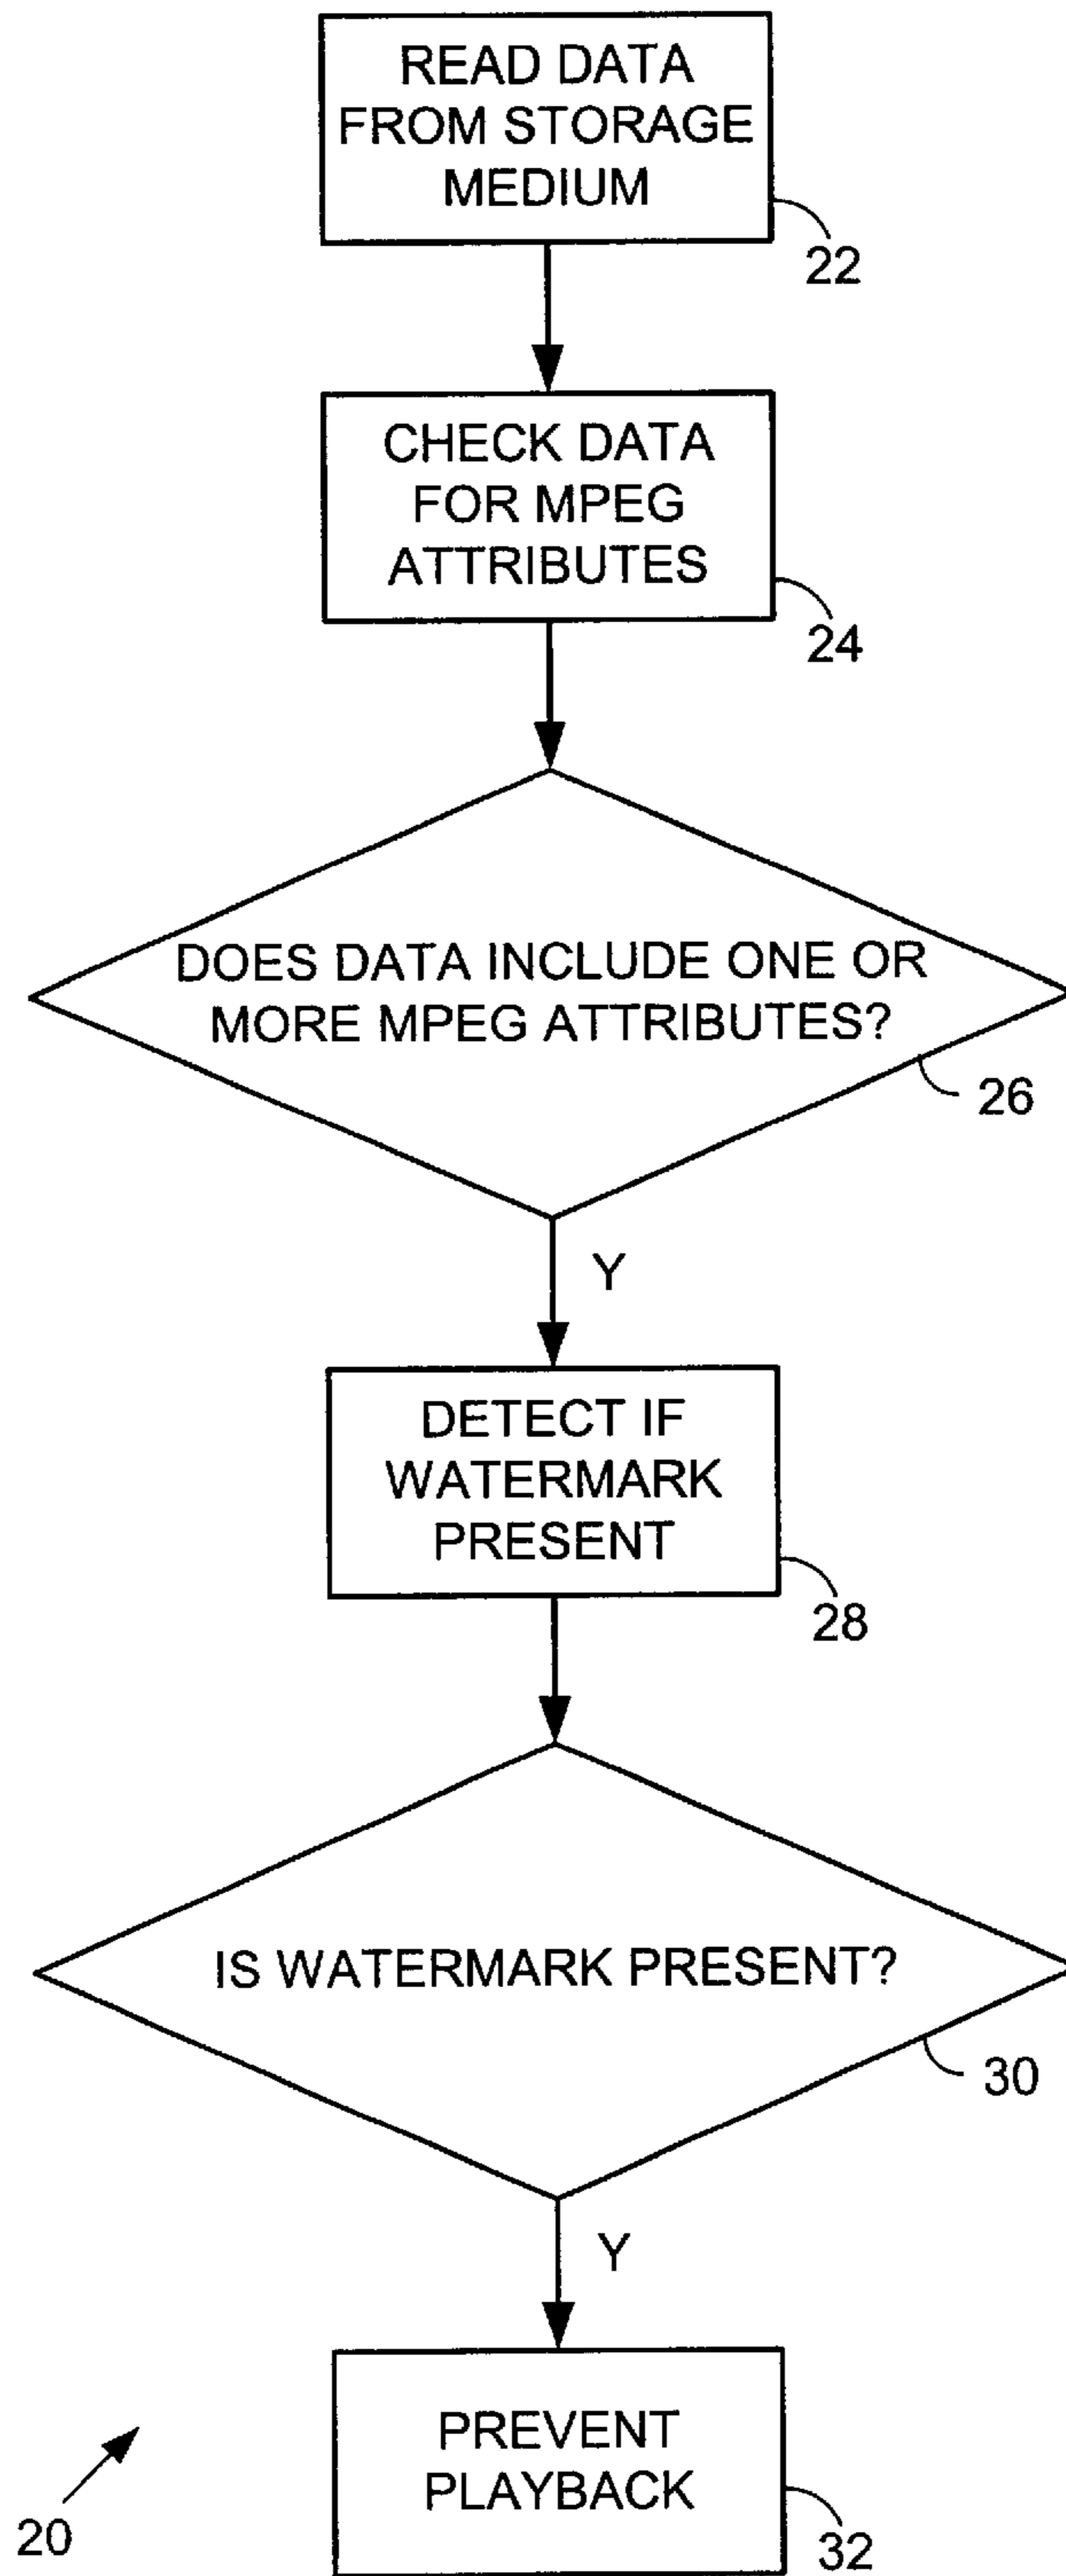 READ DATA
FROM STORAGE
MEDIUM
22
CHECK DATA
FOR MPEG
ATTRIBUTES
24
DOES DATA INCLUDE ONE OR
MORE MPEG ATTRIBUTES?
26
Y
DETECT IF
WATERMARK
PRESENT
28
IS WATERMARK PRESENT?
30
Y
PREVENT
PLAYBACK
20
32